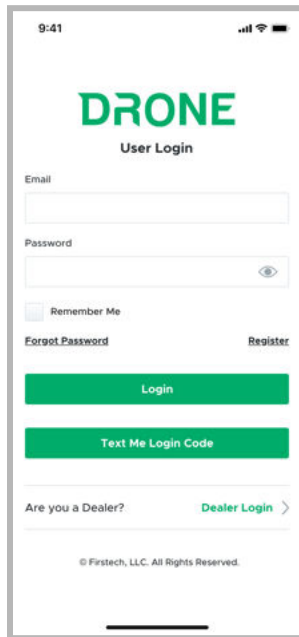 9:41
DRONE
User Login
Email
Password
Remember Me
Forgot Password Register
Login
Text Me Login Code
Are you a Dealer? Dealer Login
© Firstech, LLC. All Rights Reserved.